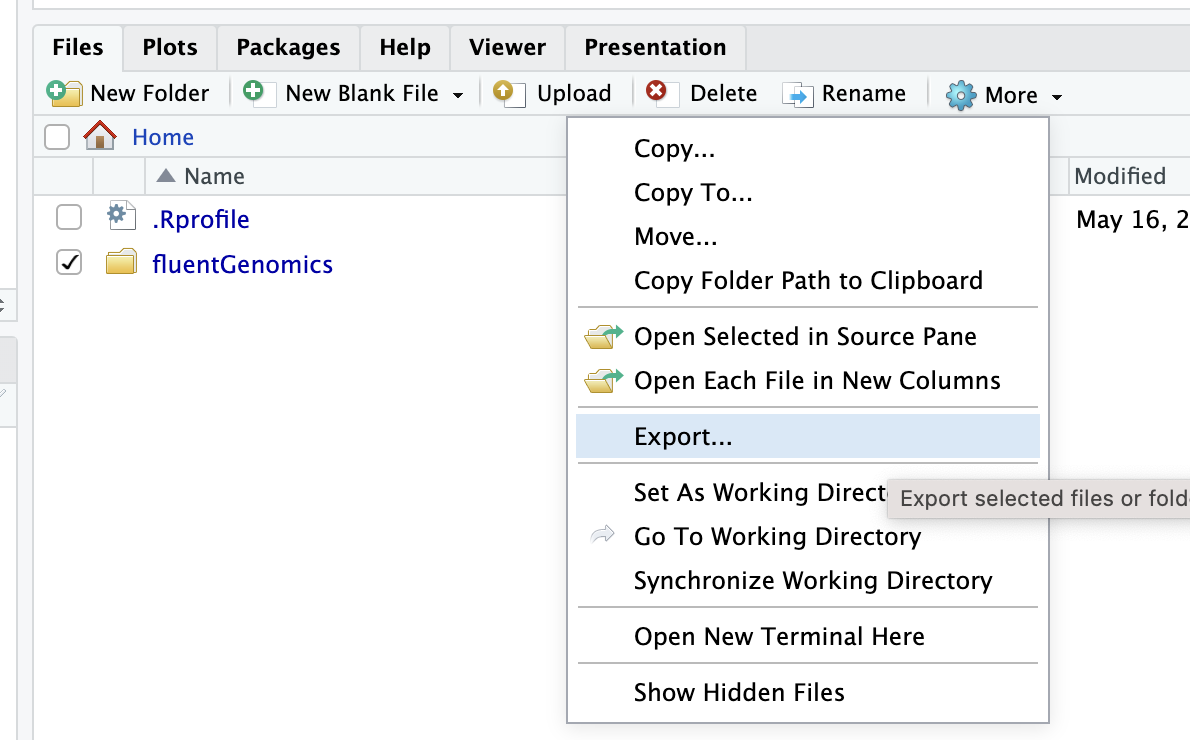 Files Plots Packages Help Viewer Presentation
New Folder New Blank File Upload Delete Rename More
Home
Name Modified
.Rprofile May 16, 2
fluentGenomics
Copy...
Copy To...
Move...
Copy Folder Path to Clipboard
Open Selected in Source Pane
Open Each File in New Columns
Export...
Set As Working Direct
Export selected files or fold
Go To Working Directory
Synchronize Working Directory
Open New Terminal Here
Show Hidden Files